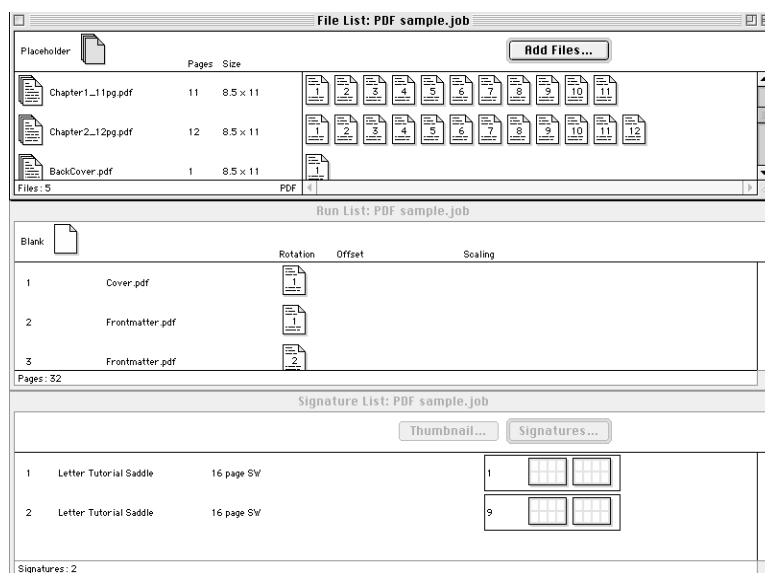 File List: PDF sample.job
Placeholder
Add Files...
Pages Size
Chapter1_11pg.pdf 11 8.5 x 11 1 2 3 4 5 6 7 8 9 10 11
Chapter2_12pg.pdf 12 8.5 x 11 1 2 3 4 5 6 7 8 9 10 11 12
BackCover.pdf 1 8.5 x 11 1
Files: 5 PDF
Run List: PDF sample.job
Blank
Rotation Offset Scaling
1 Cover.pdf 1
2 Frontmatter.pdf 1
3 Frontmatter.pdf 2
Pages: 32
Signature List: PDF sample.job
Thumbnail... Signatures...
1 Letter Tutorial Saddle 16 page SW 1
2 Letter Tutorial Saddle 16 page SW 9
Signatures: 2